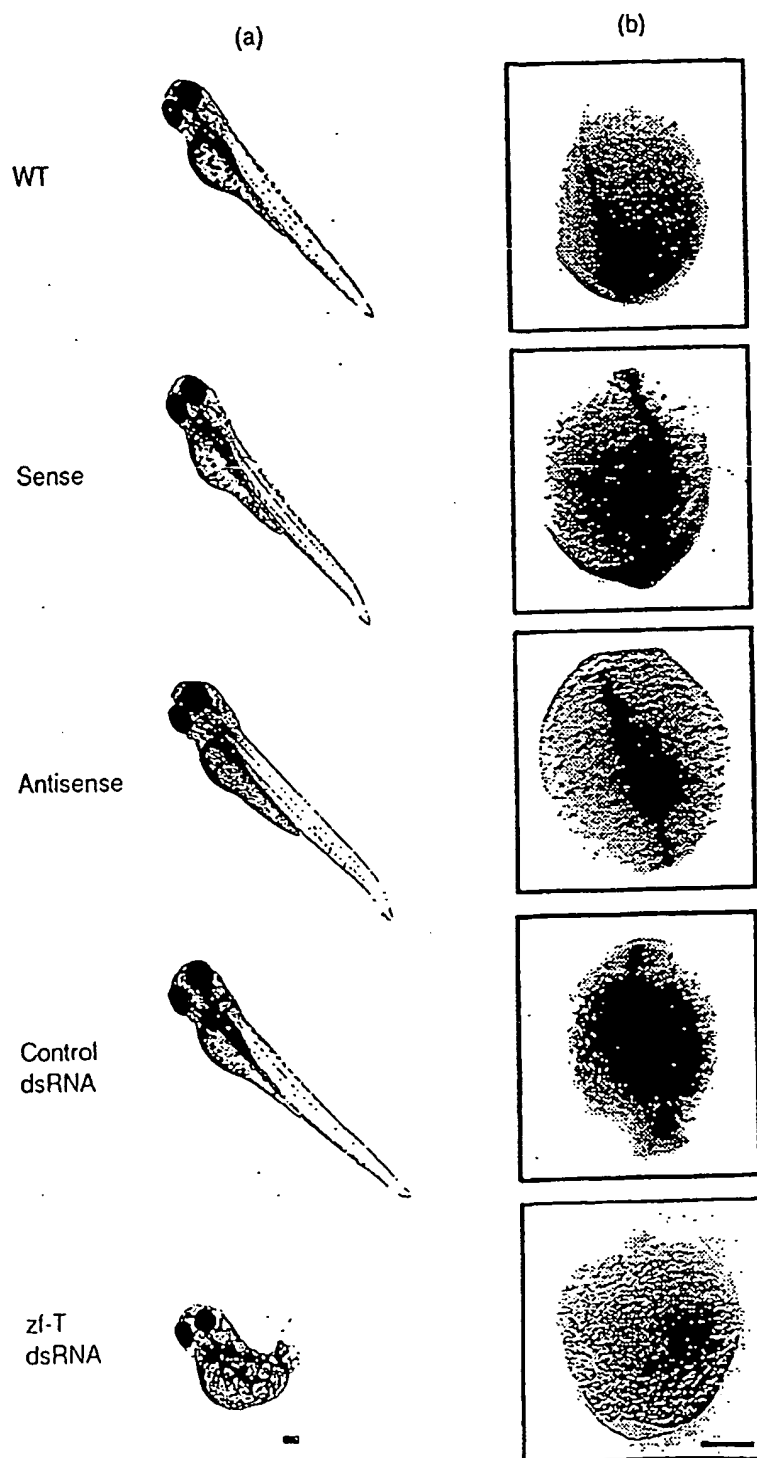 (a)
(b)
WT
Sense
Antisense
Control
dsRNA
zf-T
dsRNA